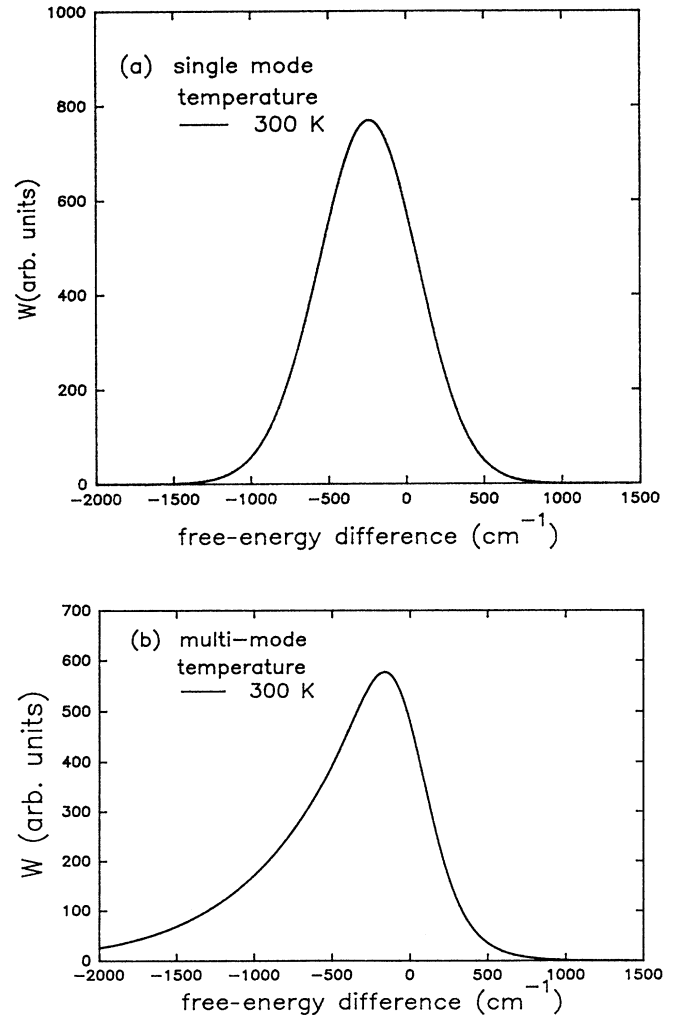 1000
(a) single mode
temperature
300 K
800
600
400
200
0
W(arb. units)
−2000 −1500 −1000 −500 0 500 1000 1500
free-energy difference (cm⁻¹)
700
(b) multi-mode
temperature
300 K
600
500
400
300
200
100
0
W (arb. units)
−2000 −1500 −1000 −500 0 500 1000 1500
free-energy difference (cm⁻¹)